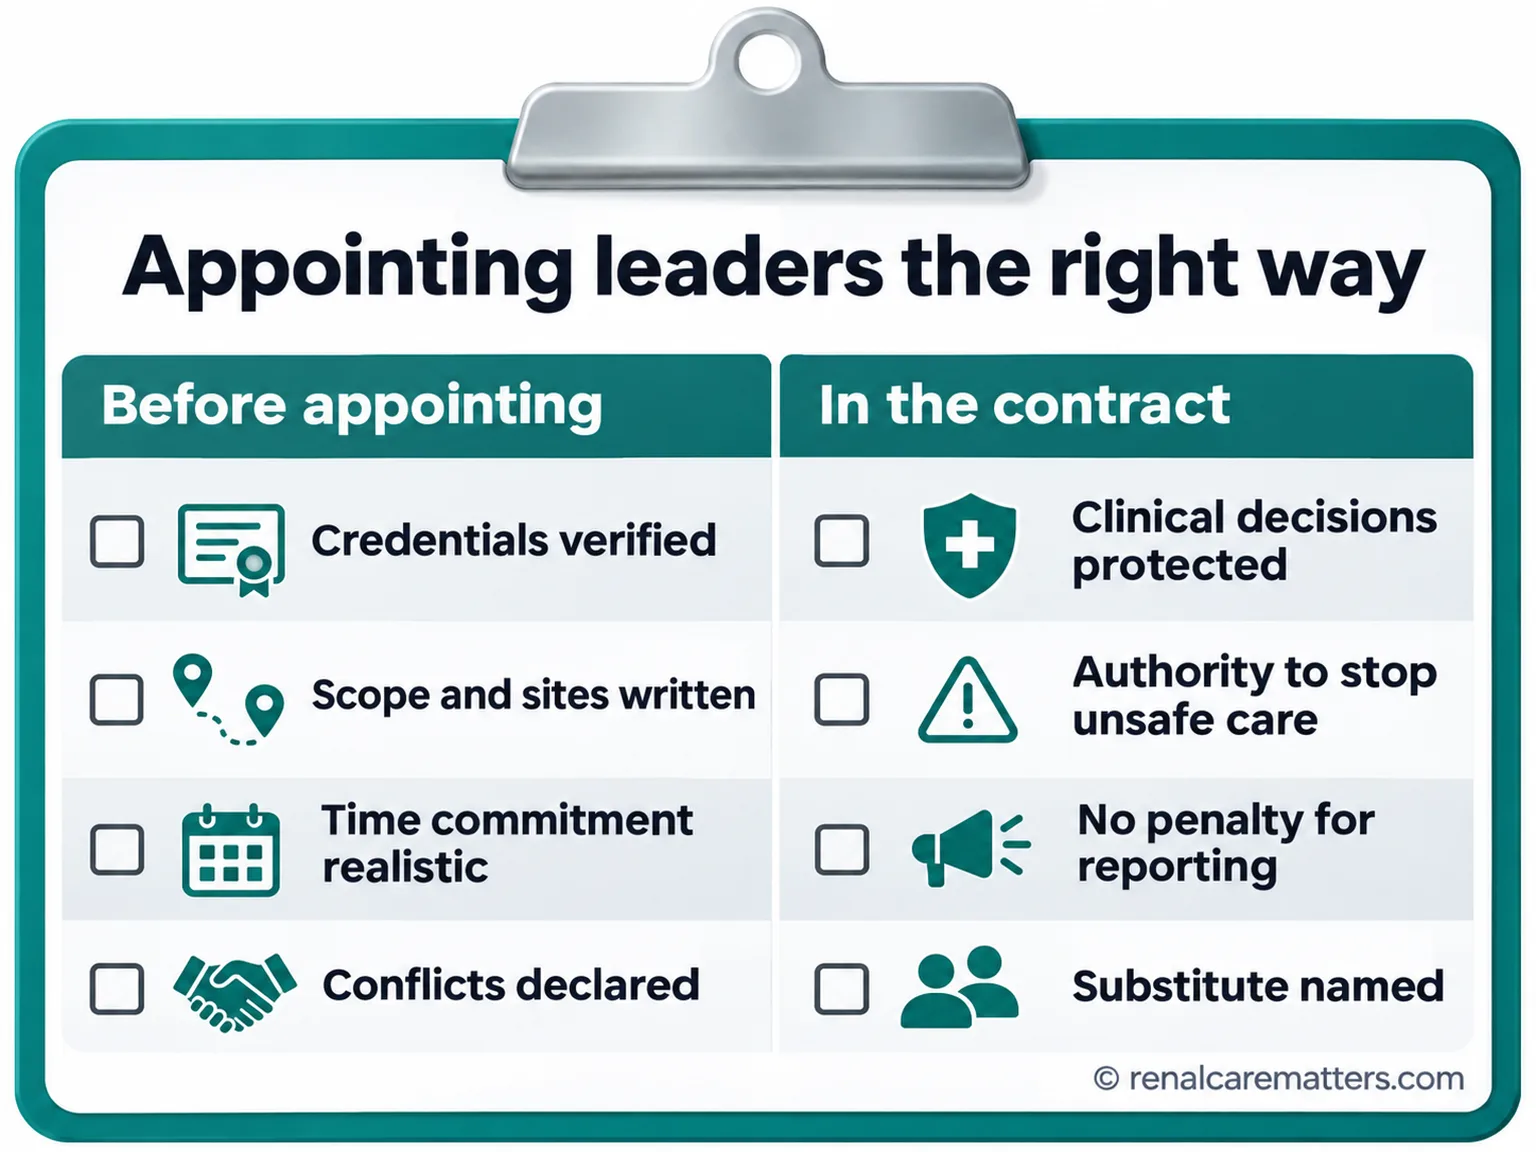 Appointing leaders the right way
Before appointing
Credentials verified
Scope and sites written
Time commitment
realistic
Conflicts declared
In the contract
Clinical decisions
protected
Authority to stop
unsafe care
No penalty for
reporting
Substitute named
© renalcarematters.com